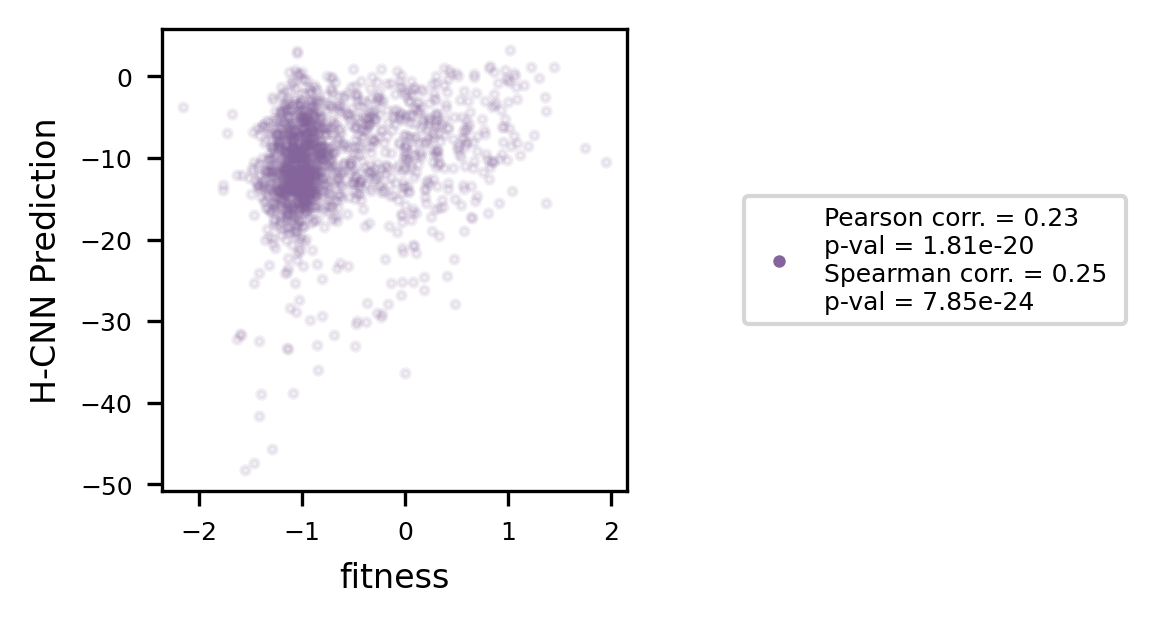 0
−10
−20
−30
−40
−50
H-CNN Prediction
−2
−1
0
1
2
fitness
Pearson corr. = 0.23
p-val = 1.81e-20
Spearman corr. = 0.25
p-val = 7.85e-24